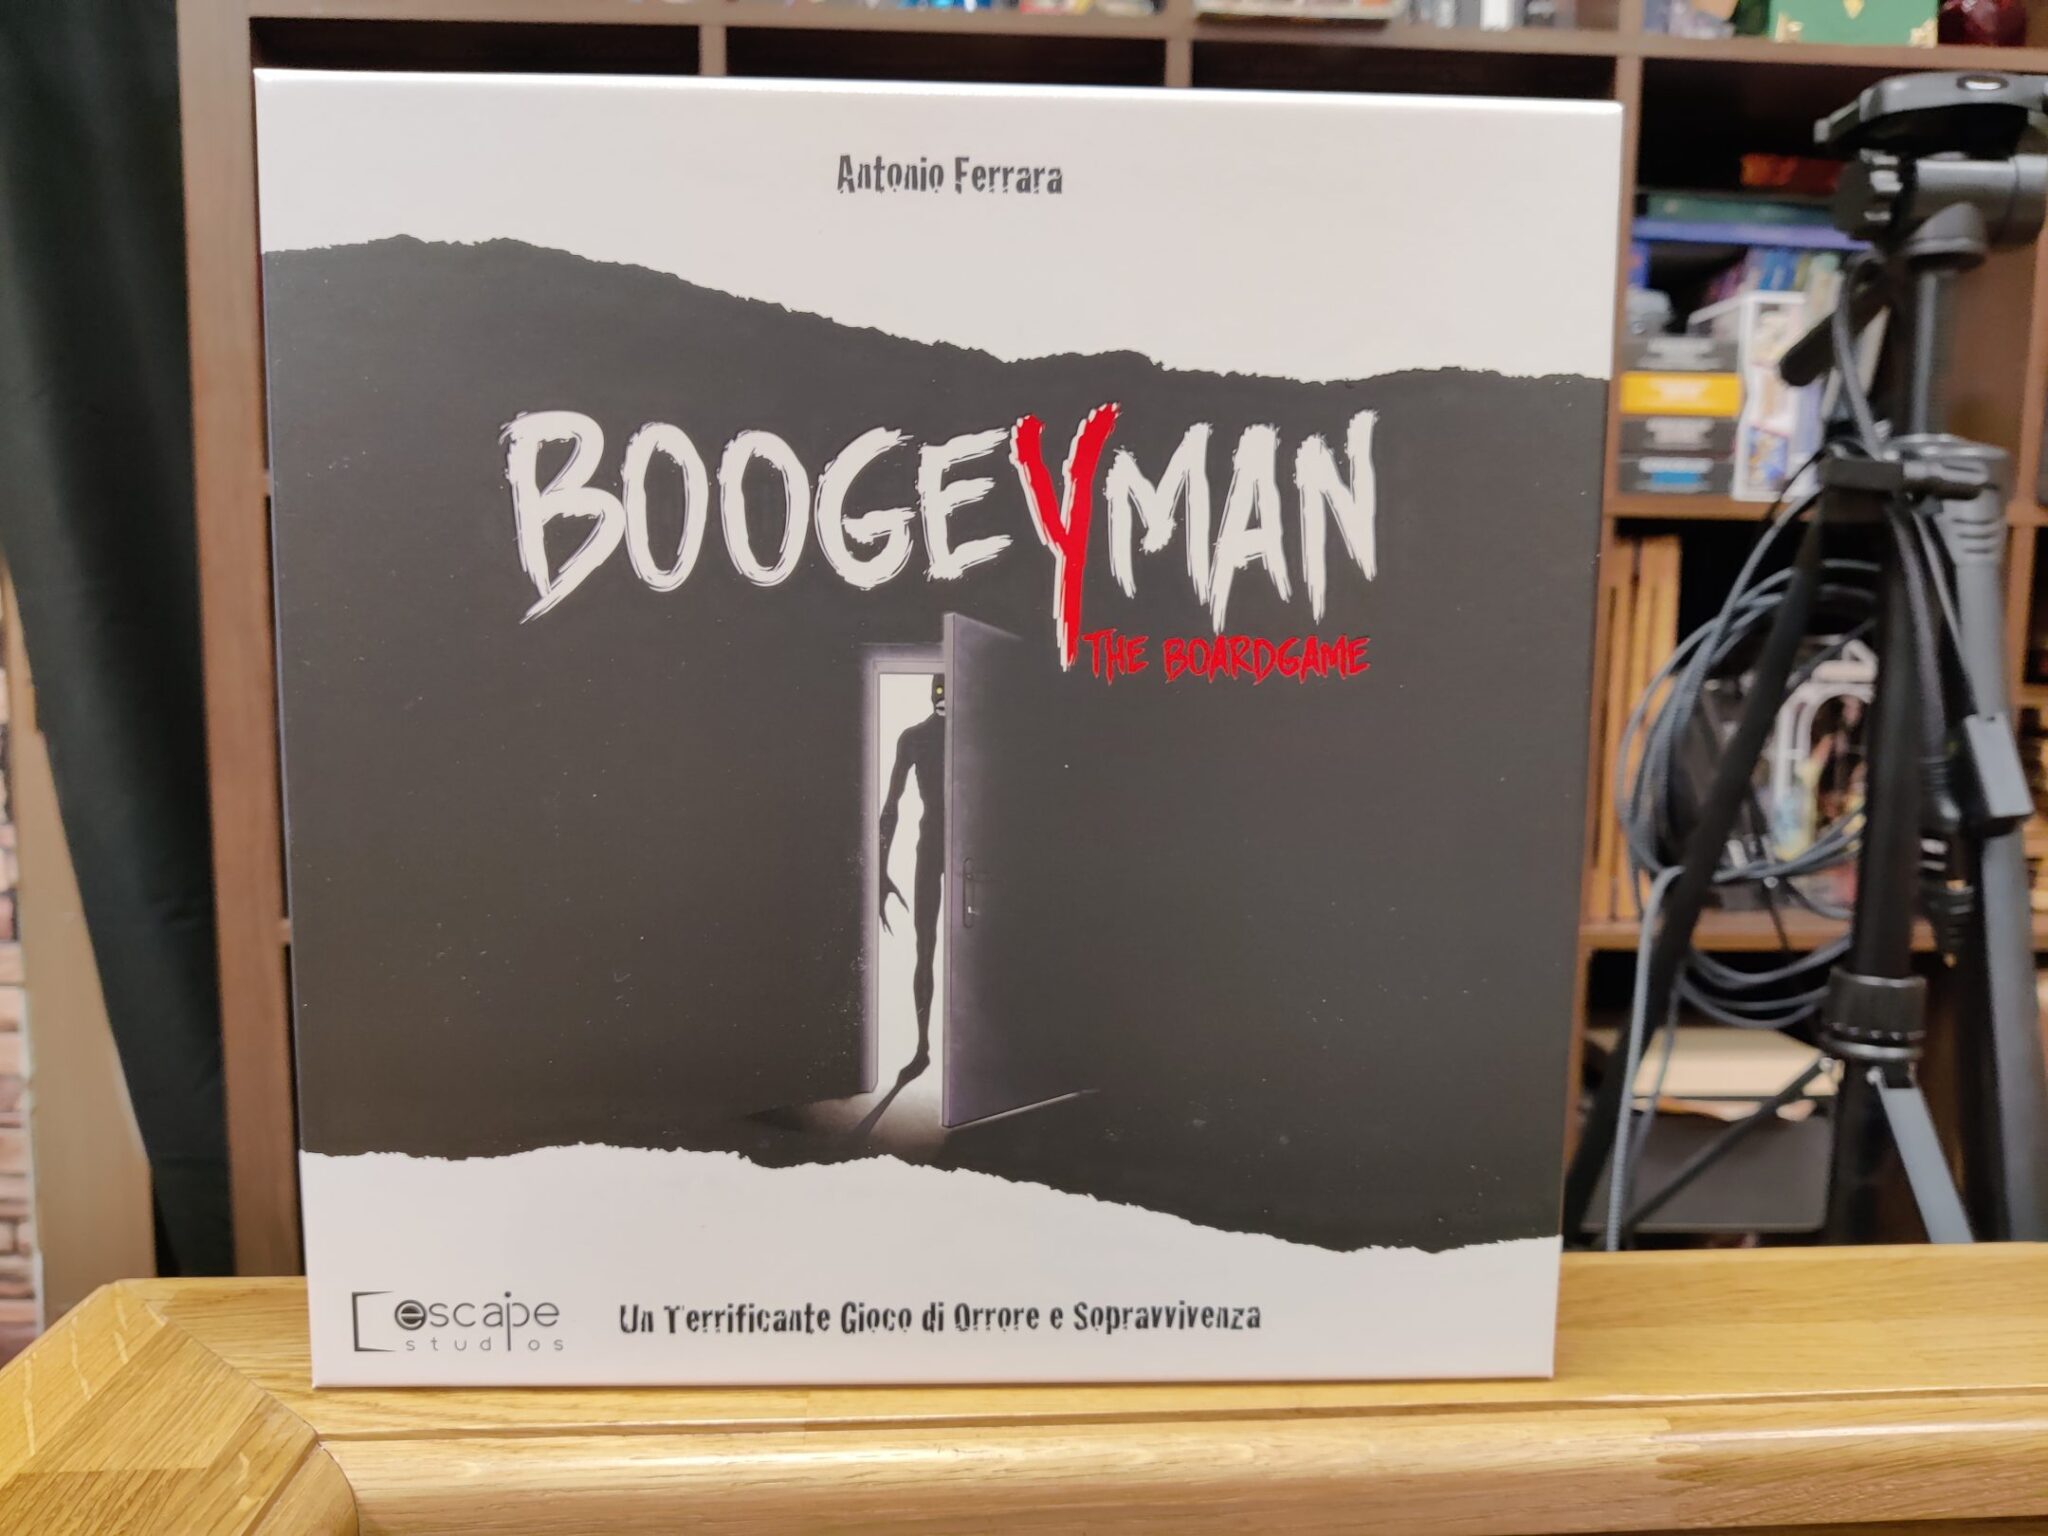 Antonio Ferrara
BOOGEYMAN
THE BOARDGAME
escape
studios
Un Terrificante Gioco di Orrore e Sopravvivenza